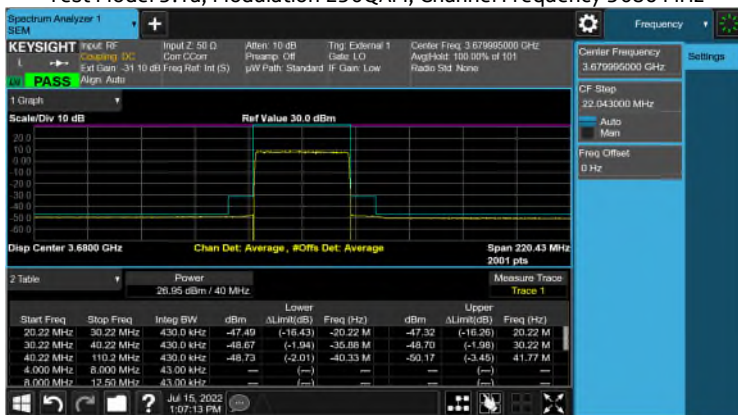 Test Model 3.1a, Modulation 256QAM, Channel Frequency 3680 MHz
Spectrum Analyzer 1
SEM
+
Frequency
KEYSIGHT
Input: RF
Coupling: DC
Ext Gain: -31.10 dB
Align: Auto
Input Z: 50 Ω
Corr CCorr
Freq Ref: Int (S)
Atten: 10 dB
Preamp: Off
µW Path: Standard
Trig: External 1
Gate: LO
IF Gain: Low
Center Freq: 3.679995000 GHz
Avg|Hold: 100.00% of 101
Radio Std: None
L
PASS
Center Frequency
3.679995000 GHz
Settings
CF Step
22.043000 MHz
Auto
Man
Freq Offset
0 Hz
1 Graph
Scale/Div 10 dB
Ref Value 30.0 dBm
20.0
10.0
0.00
-10.0
-20.0
-30.0
-40.0
-50.0
-60.0
Disp Center 3.6800 GHz
Chan Det: Average, #Offs Det: Average
Span 220.43 MHz
2001 pts
2 Table
Power
26.95 dBm / 40 MHz
Measure Trace
Trace 1
Lower Upper
Start Freq Stop Freq Integ BW dBm ΔLimit(dB) Freq (Hz) dBm ΔLimit(dB) Freq (Hz)
20.22 MHz 30.22 MHz 430.0 kHz -47.49 (-16.43) -20.22 M -47.32 (-16.26) 20.22 M
30.22 MHz 40.22 MHz 430.0 kHz -48.67 (-1.94) -35.88 M -48.70 (-1.98) 30.22 M
40.22 MHz 110.2 MHz 430.0 kHz -48.73 (-2.01) -40.33 M -50.17 (-3.45) 41.77 M
4.000 MHz 8.000 MHz 43.00 kHz --- (---) --- (---)
8.000 MHz 12.50 MHz 43.00 kHz --- (---) --- (---)
?
Jul 15, 2022
1:07:13 PM